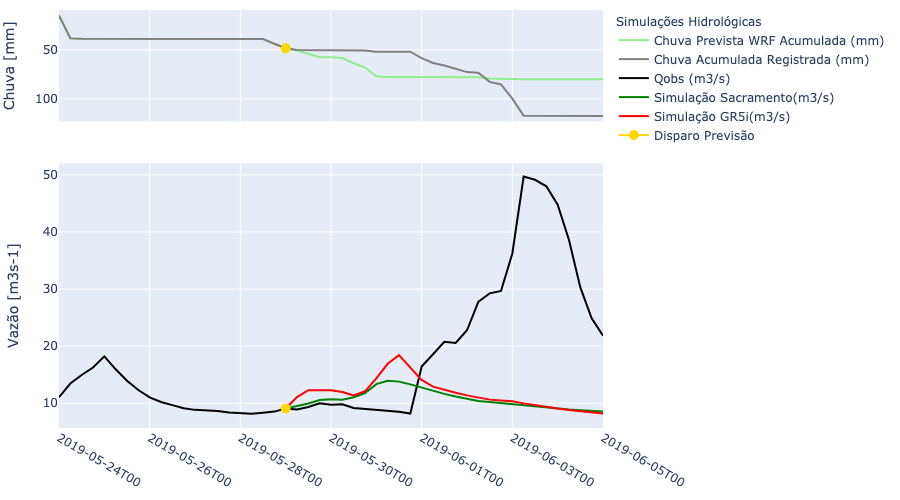 Chuva [mm]
50
100
Simulações Hidrológicas
Chuva Prevista WRF Acumulada (mm)
Chuva Acumulada Registrada (mm)
Qobs (m3/s)
Simulação Sacramento(m3/s)
Simulação GR5i(m3/s)
Disparo Previsão
Vazão [m3s-1]
50
40
30
20
10
2019-05-24T00
2019-05-26T00
2019-05-28T00
2019-05-30T00
2019-06-01T00
2019-06-03T00
2019-06-05T00